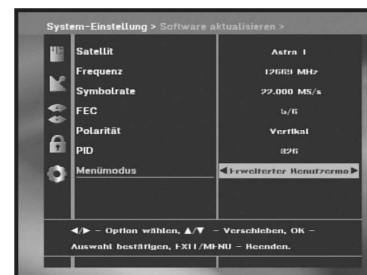 System-Einstellung > Software aktualisieren >
Satellit Astra 1
Frequenz 12669 MHz
Symbolrate 22.000 MS/s
FEC 5/6
Polarität Vertikal
PID 826
Menümodus ◀Erweiterter Benutzermo▶
◀/▶ – Option wählen, ▲/▼ – Verschieben, OK –
Auswahl bestätigen, EXIT/MENU – Beenden.